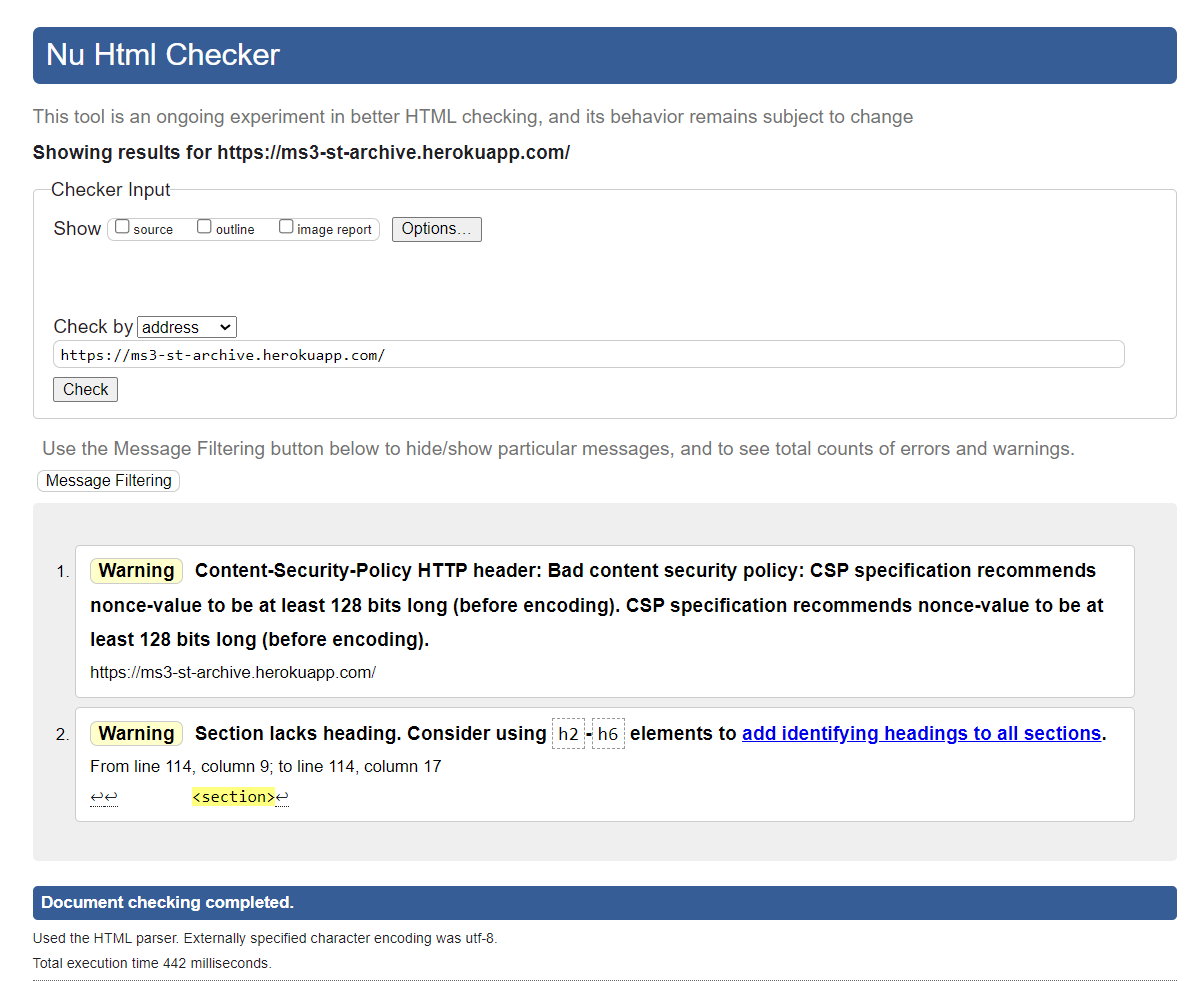 Nu Html Checker
This tool is an ongoing experiment in better HTML checking, and its behavior remains subject to change
Showing results for https://ms3-st-archive.herokuapp.com/
Checker Input
Show source outline image report Options...
Check by address
https://ms3-st-archive.herokuapp.com/
Check
Use the Message Filtering button below to hide/show particular messages, and to see total counts of errors and warnings.
Message Filtering
1. Warning Content-Security-Policy HTTP header: Bad content security policy: CSP specification recommends
nonce-value to be at least 128 bits long (before encoding). CSP specification recommends nonce-value to be at
least 128 bits long (before encoding).
https://ms3-st-archive.herokuapp.com/
2. Warning Section lacks heading. Consider using h2-h6 elements to add identifying headings to all sections.
From line 114, column 9; to line 114, column 17
↩↩ <section>↩
Document checking completed.
Used the HTML parser. Externally specified character encoding was utf-8.
Total execution time 442 milliseconds.